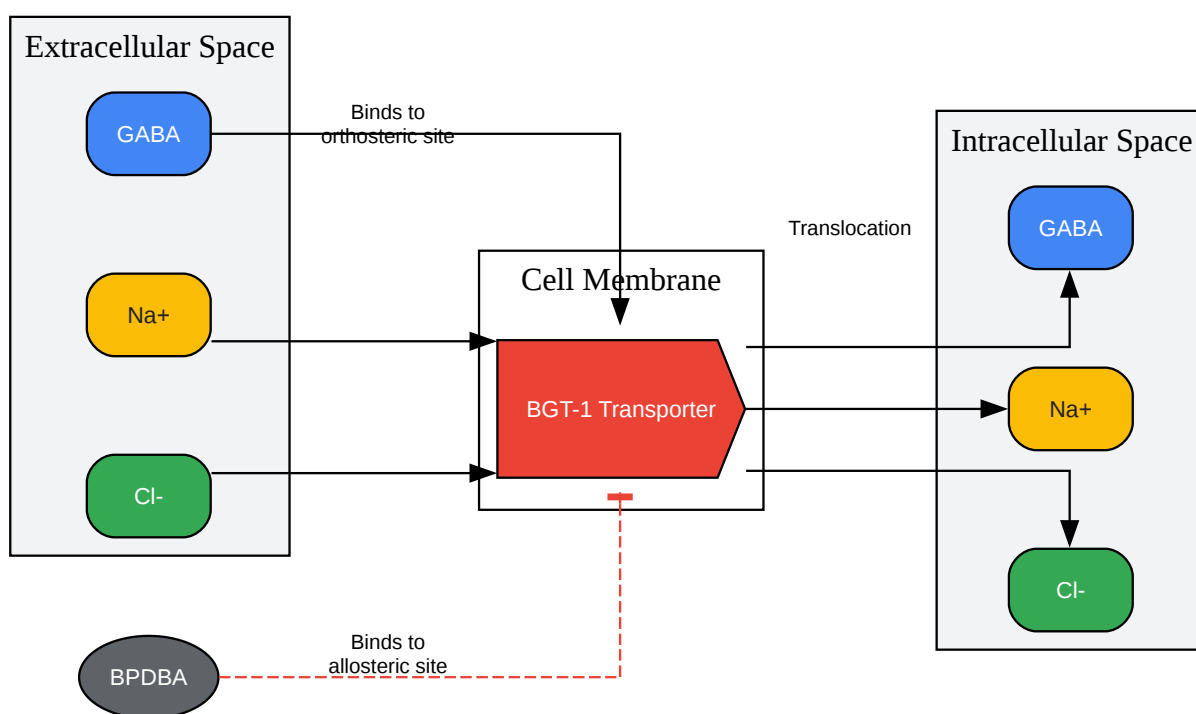 Extracellular Space
GABA
Binds to
orthosteric site
Intracellular Space
GABA
Translocation
Cell Membrane
Na+
BGT-1 Transporter
Na+
Cl-
Cl-
Binds to
allosteric site
BPDBA